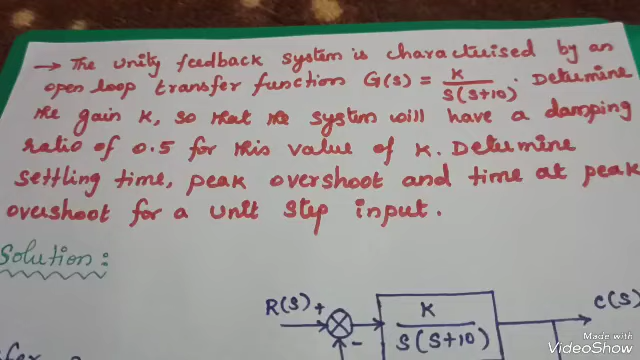 → The unity feedback system is characterised by an
open loop transfer function G(s) = K / S(S+10) . Determine
the gain K, so that the system will have a damping
ratio of 0.5 for this value of K. Determine
settling time, peak overshoot and time at peak
overshoot for a unit step input.
Solution:
R(S) + K / S(S+10) C(S)
-
Made with
VideoShow